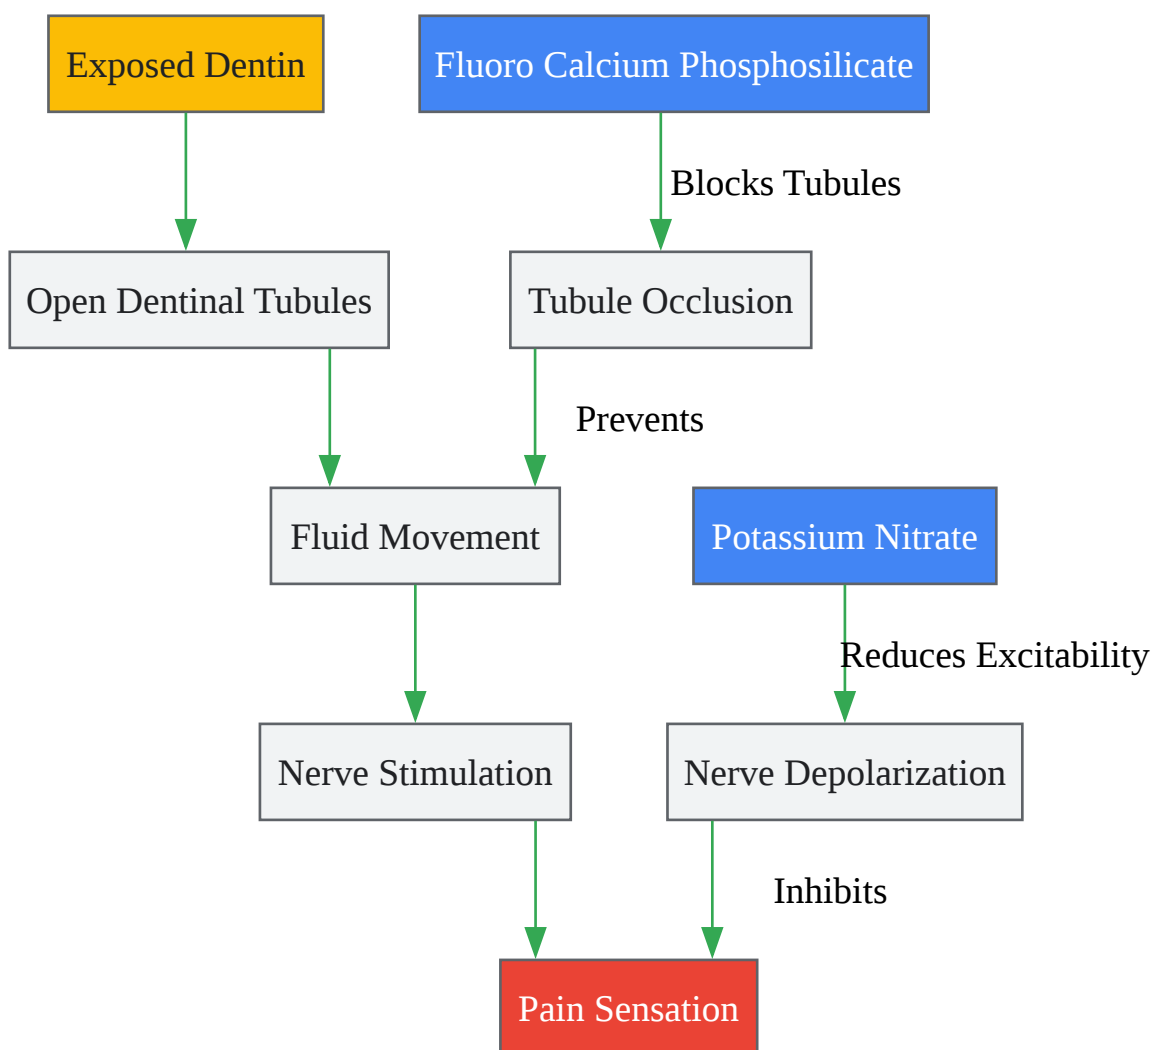 Exposed Dentin
Fluoro Calcium Phosphosilicate
Blocks Tubules
Open Dentinal Tubules
Tubule Occlusion
Prevents
Fluid Movement
Potassium Nitrate
Reduces Excitability
Nerve Stimulation
Nerve Depolarization
Inhibits
Pain Sensation